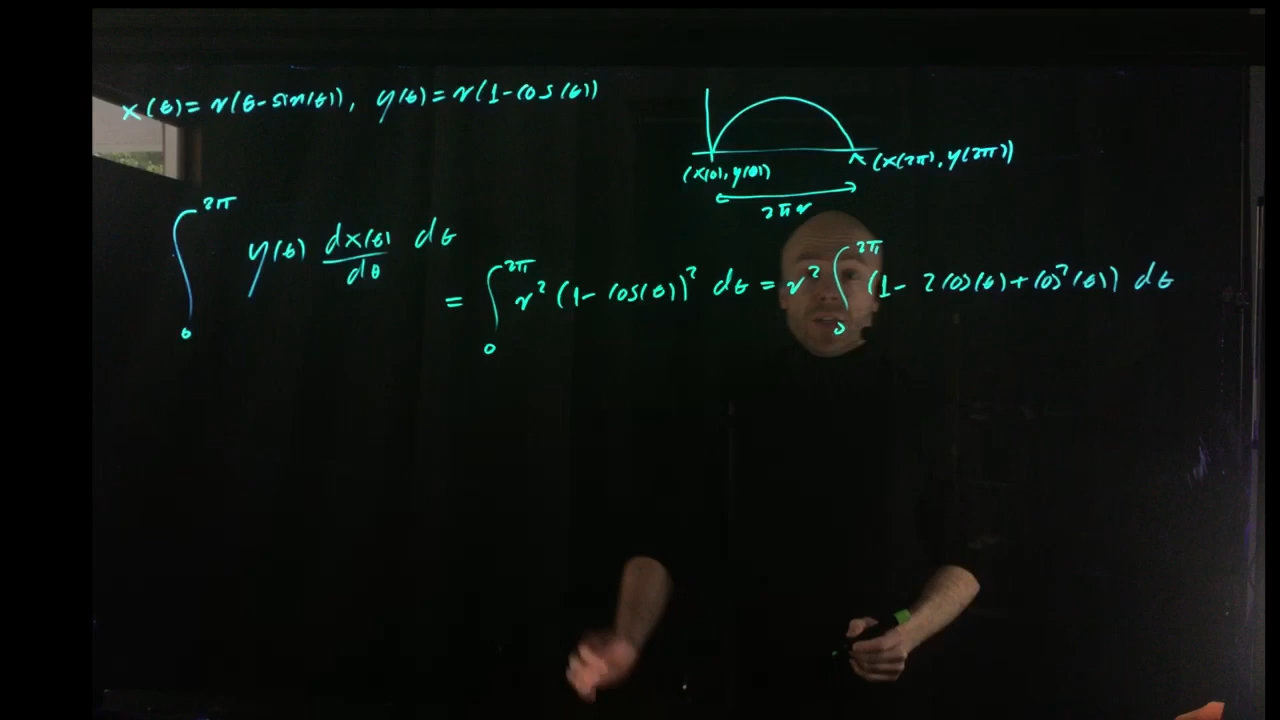 x(θ) = r(θ - sin(θ)), y(θ) = r(1 - cos(θ))
(x(0), y(0))
(x(2π), y(2π))
2πr
∫₀^{2π} y(θ) dx(θ)/dθ dθ
= ∫₀^{2π} r² (1 - cos(θ))² dθ = r² ∫₀^{2π} (1 - 2cos(θ) + cos²(θ)) dθ